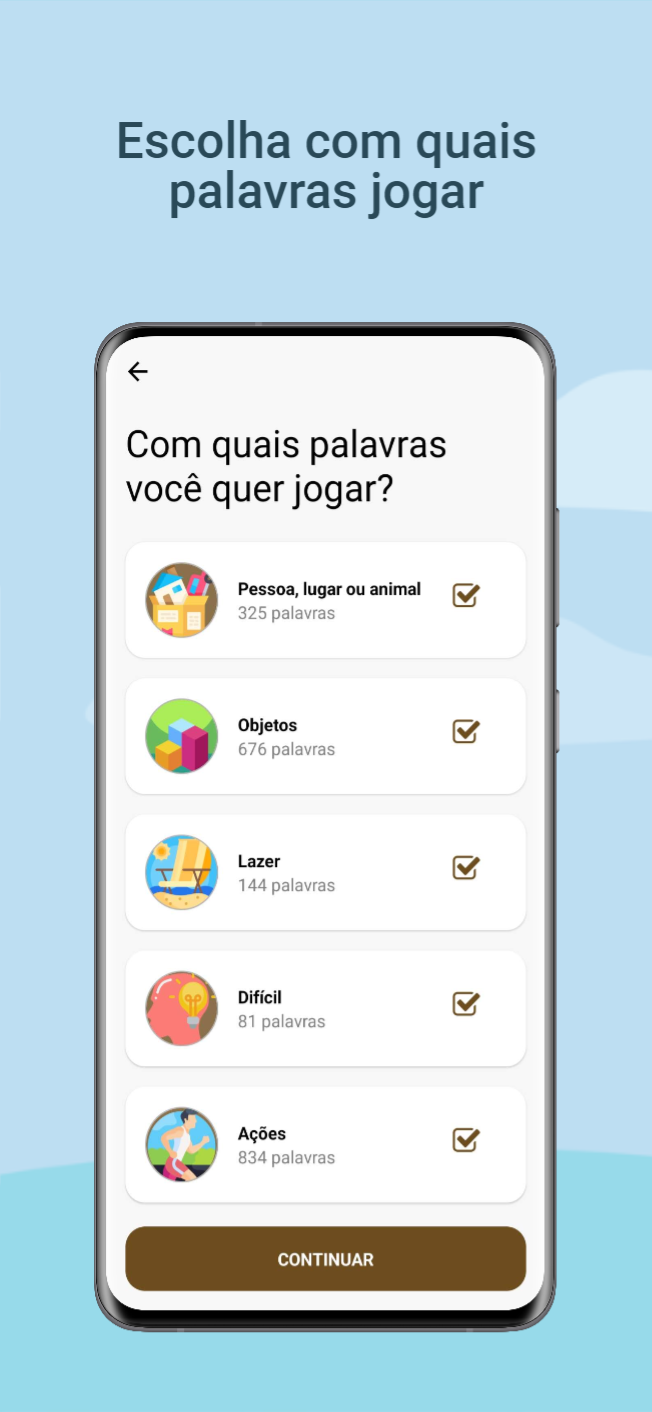 Escolha com quais
palavras jogar
Com quais palavras
você quer jogar?
Pessoa, lugar ou animal
325 palavras
Objetos
676 palavras
Lazer
144 palavras
Difícil
81 palavras
Ações
834 palavras
CONTINUAR